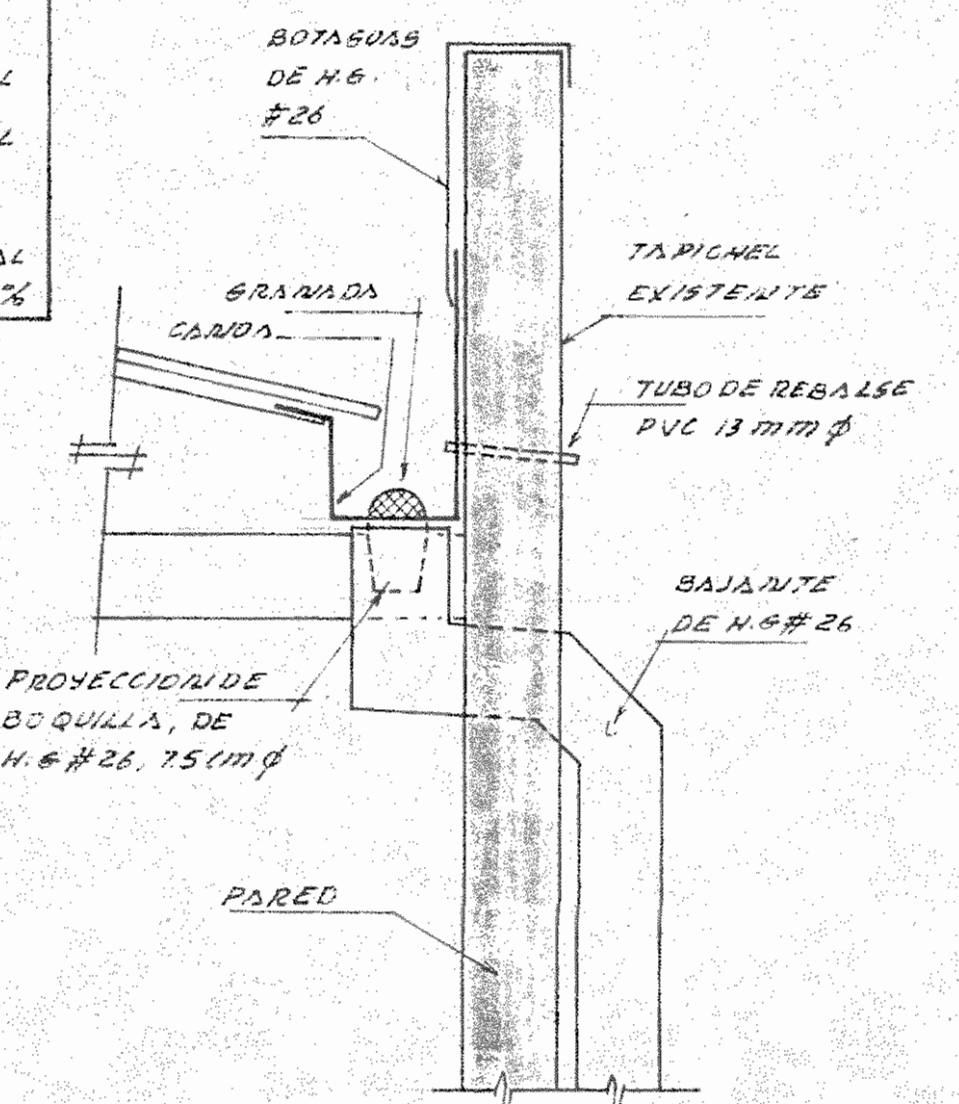 BOTAGUAS
DE H.G.
#26
L
L
AL
%
TAPICHEL
EXISTENTE
GRANADA
CANOA
TUBO DE REBALSE
PVC 13 mm ϕ
BAJANTE
DE H.G # 26
PROYECCION DE
BOQUILLA, DE
H.G #26, 7.5 cm ϕ
PARED